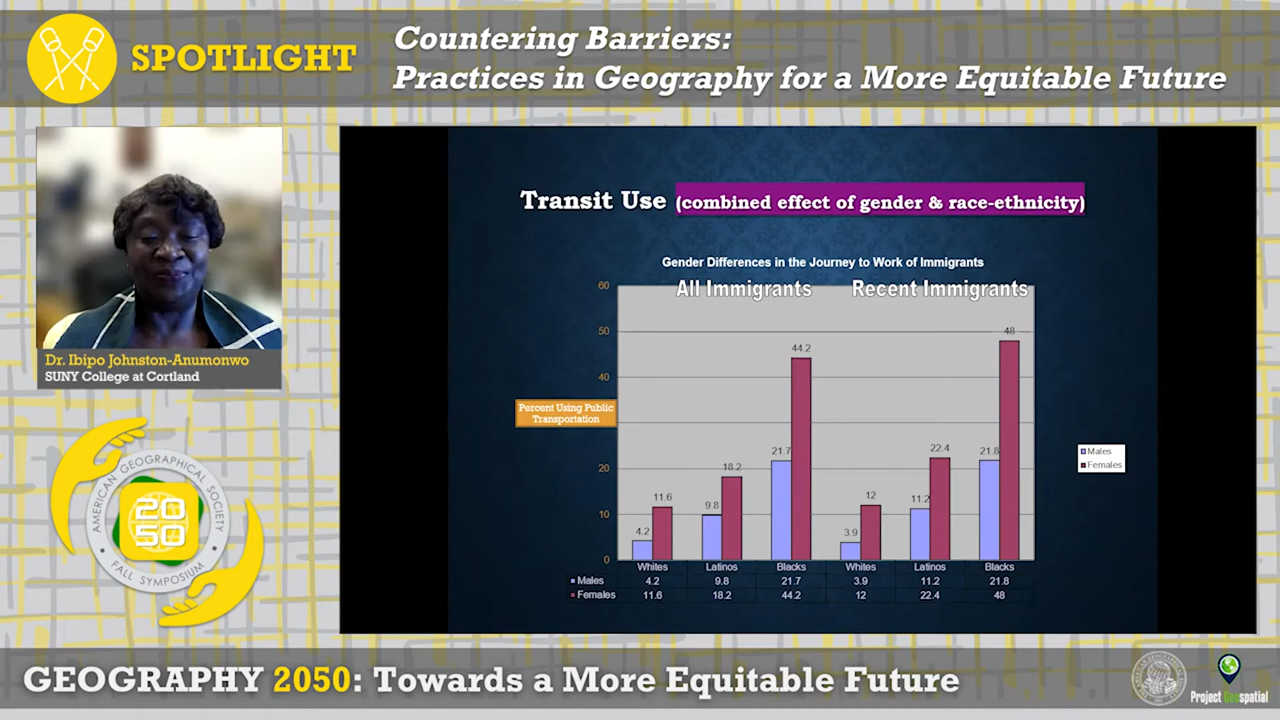 SPOTLIGHT
Countering Barriers:
Practices in Geography for a More Equitable Future
Dr. Ibipo Johnston-Anumonwo
SUNY College at Cortland
AMERICAN GEOGRAPHICAL SOCIETY
20
50
• FALL SYMPOSIUM •
Transit Use (combined effect of gender & race-ethnicity)
Gender Differences in the Journey to Work of Immigrants
All Immigrants Recent Immigrants
60
50
40
20
10
0
Percent Using Public
Transportation
4.2 11.6 9.8 18.2 21.7 44.2 3.9 12 11.2 22.4 21.8 48
Whites Latinos Blacks Whites Latinos Blacks
Males 4.2 9.8 21.7 3.9 11.2 21.8
Females 11.6 18.2 44.2 12 22.4 48
Males
Females
GEOGRAPHY 2050: Towards a More Equitable Future
Project Geospatial